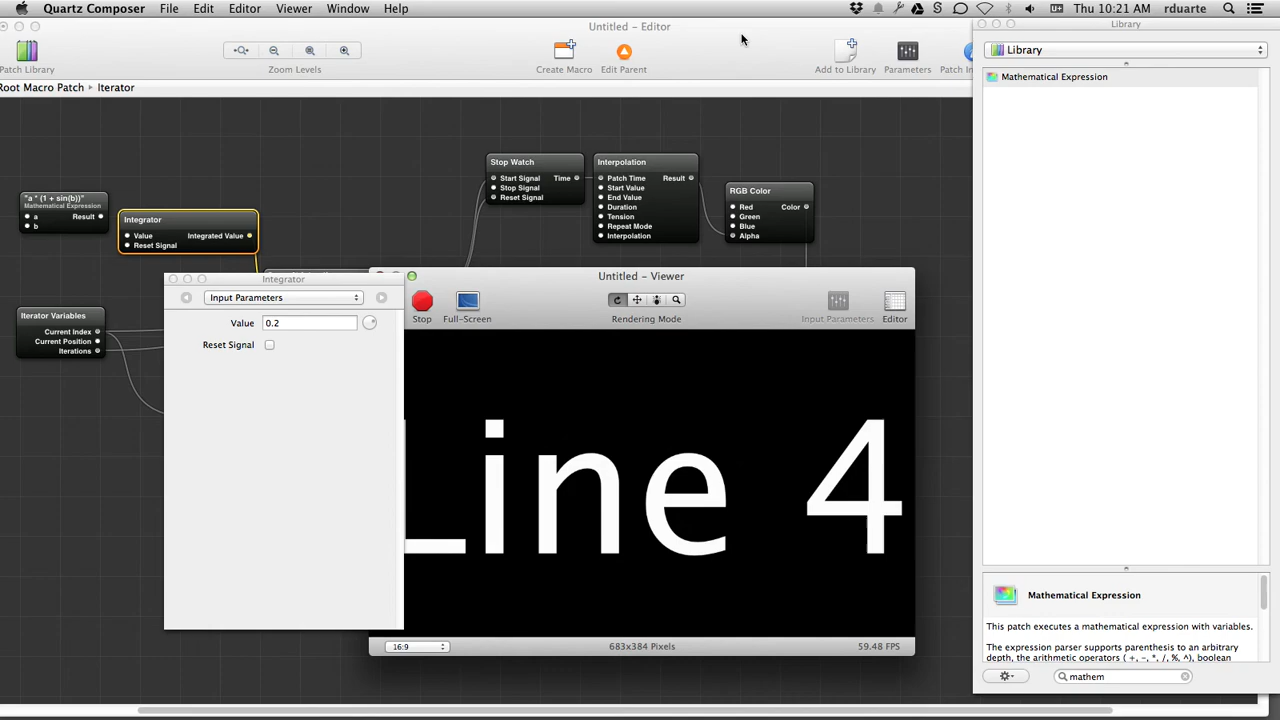 Quartz Composer File Edit Editor Viewer Window Help
Thu 10:21 AM rduarte
Untitled – Editor
Library
Patch Library
Zoom Levels
Create Macro
Edit Parent
Add to Library
Parameters
Patch In
Library
Root Macro Patch ▸ Iterator
Mathematical Expression
"a * (1 + sin(b))"
Mathematical Expression
a Result
b
Integrator
Value Integrated Value
Reset Signal
Stop Watch
Start Signal Time
Stop Signal
Reset Signal
Interpolation
Patch Time Result
Start Value
End Value
Duration
Tension
Repeat Mode
Interpolation
RGB Color
Red Color
Green
Blue
Alpha
Iterator Variables
Current Index
Current Position
Iterations
Integrator
Input Parameters
Value 0.2
Reset Signal
Untitled – Viewer
Stop
Full-Screen
Rendering Mode
Input Parameters
Editor
Line 4
16:9
683x384 Pixels
59.48 FPS
Mathematical Expression
This patch executes a mathematical expression with variables.
The expression parser supports parenthesis to an arbitrary
depth, the arithmetic operators ( +, -, *, /, %, ^), boolean
mathem